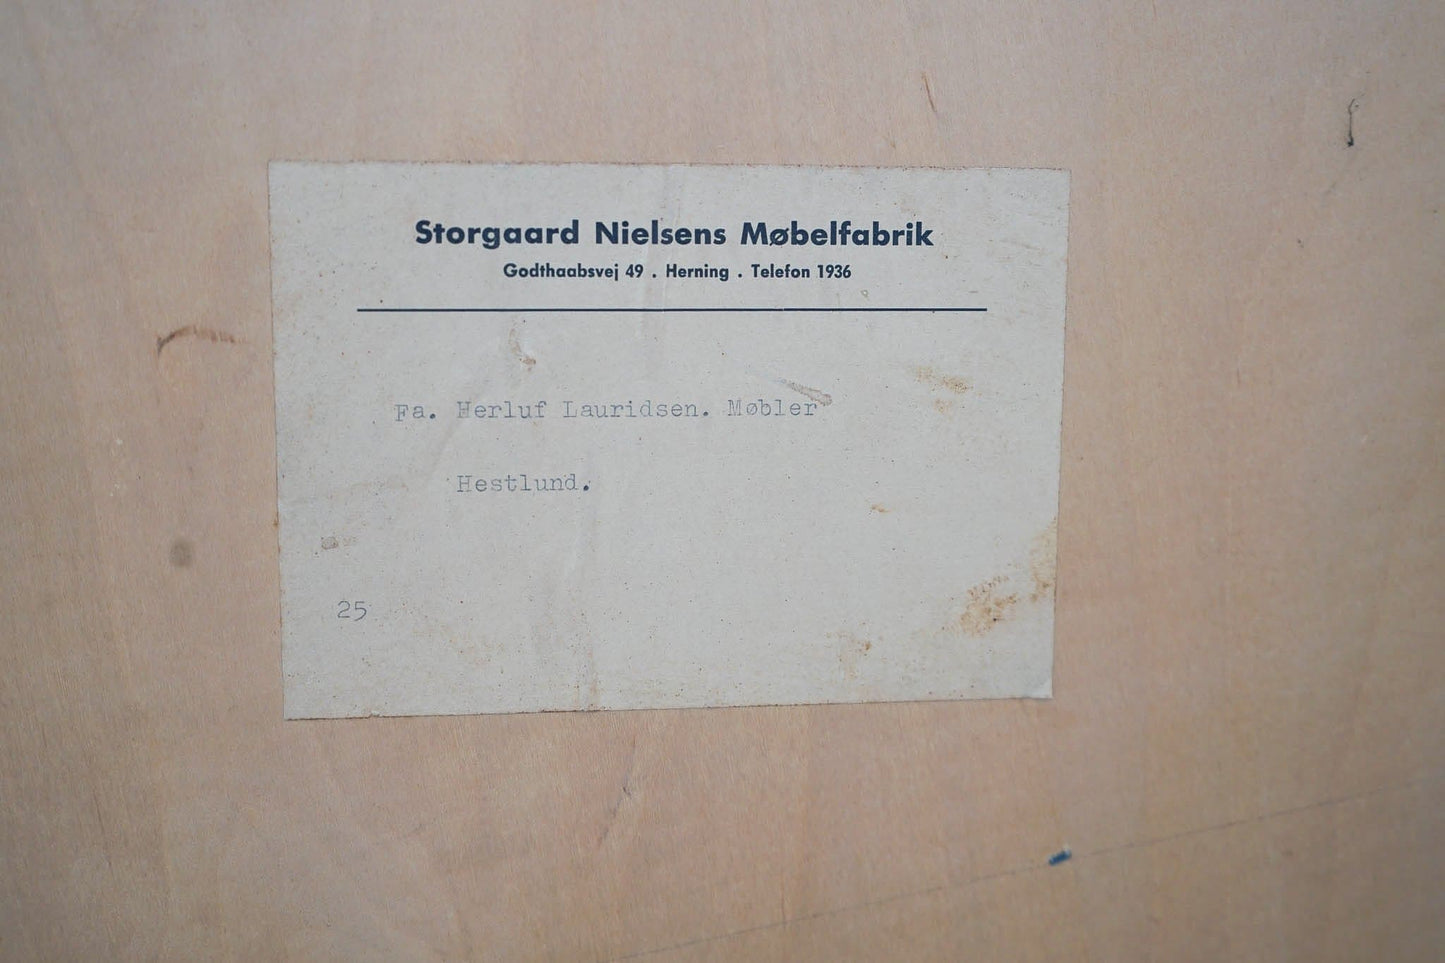 Storgaard Nielsens Møbelfabrik
Godthaabsvej 49 . Herning . Telefon 1936
Fa. Herluf Lauridsen. Møbler
Hestlund.
25